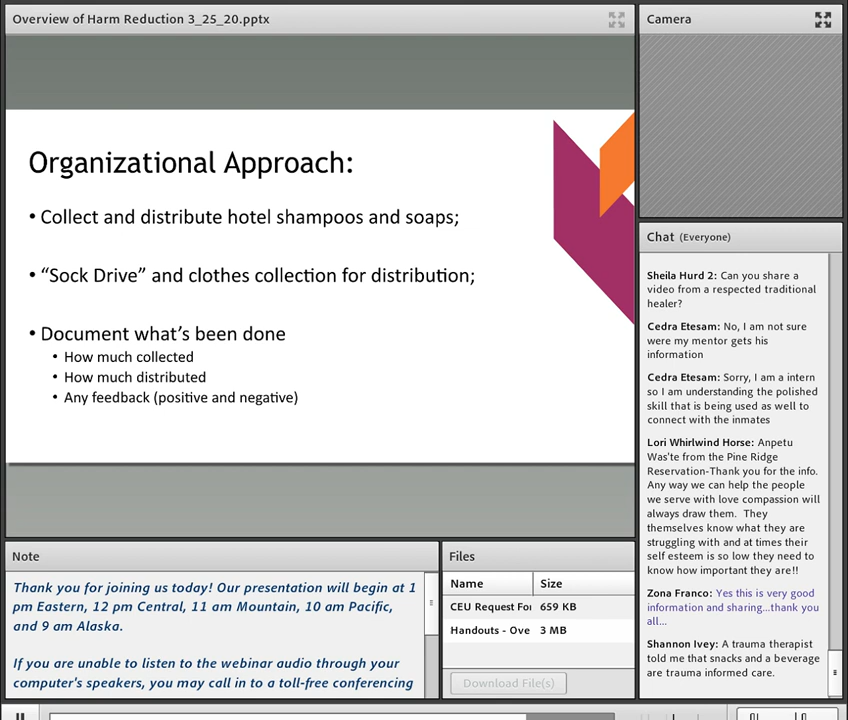 Overview of Harm Reduction 3_25_20.pptx
Organizational Approach:
• Collect and distribute hotel shampoos and soaps;
• “Sock Drive” and clothes collection for distribution;
• Document what’s been done
• How much collected
• How much distributed
• Any feedback (positive and negative)
Note
Thank you for joining us today! Our presentation will begin at 1
pm Eastern, 12 pm Central, 11 am Mountain, 10 am Pacific,
and 9 am Alaska.
If you are unable to listen to the webinar audio through your
computer's speakers, you may call in to a toll-free conferencing
Files
Name Size
CEU Request For 659 KB
Handouts - Ove 3 MB
Download File(s)
Camera
Chat (Everyone)
Sheila Hurd 2: Can you share a
video from a respected traditional
healer?
Cedra Etesam: No, I am not sure
were my mentor gets his
information
Cedra Etesam: Sorry, I am a intern
so I am understanding the polished
skill that is being used as well to
connect with the inmates
Lori Whirlwind Horse: Anpetu
Was'te from the Pine Ridge
Reservation-Thank you for the info.
Any way we can help the people
we serve with love compassion will
always draw them. They
themselves know what they are
struggling with and at times their
self esteem is so low they need to
know how important they are!!
Zona Franco: Yes this is very good
information and sharing...thank you
all...
Shannon Ivey: A trauma therapist
told me that snacks and a beverage
are trauma informed care.